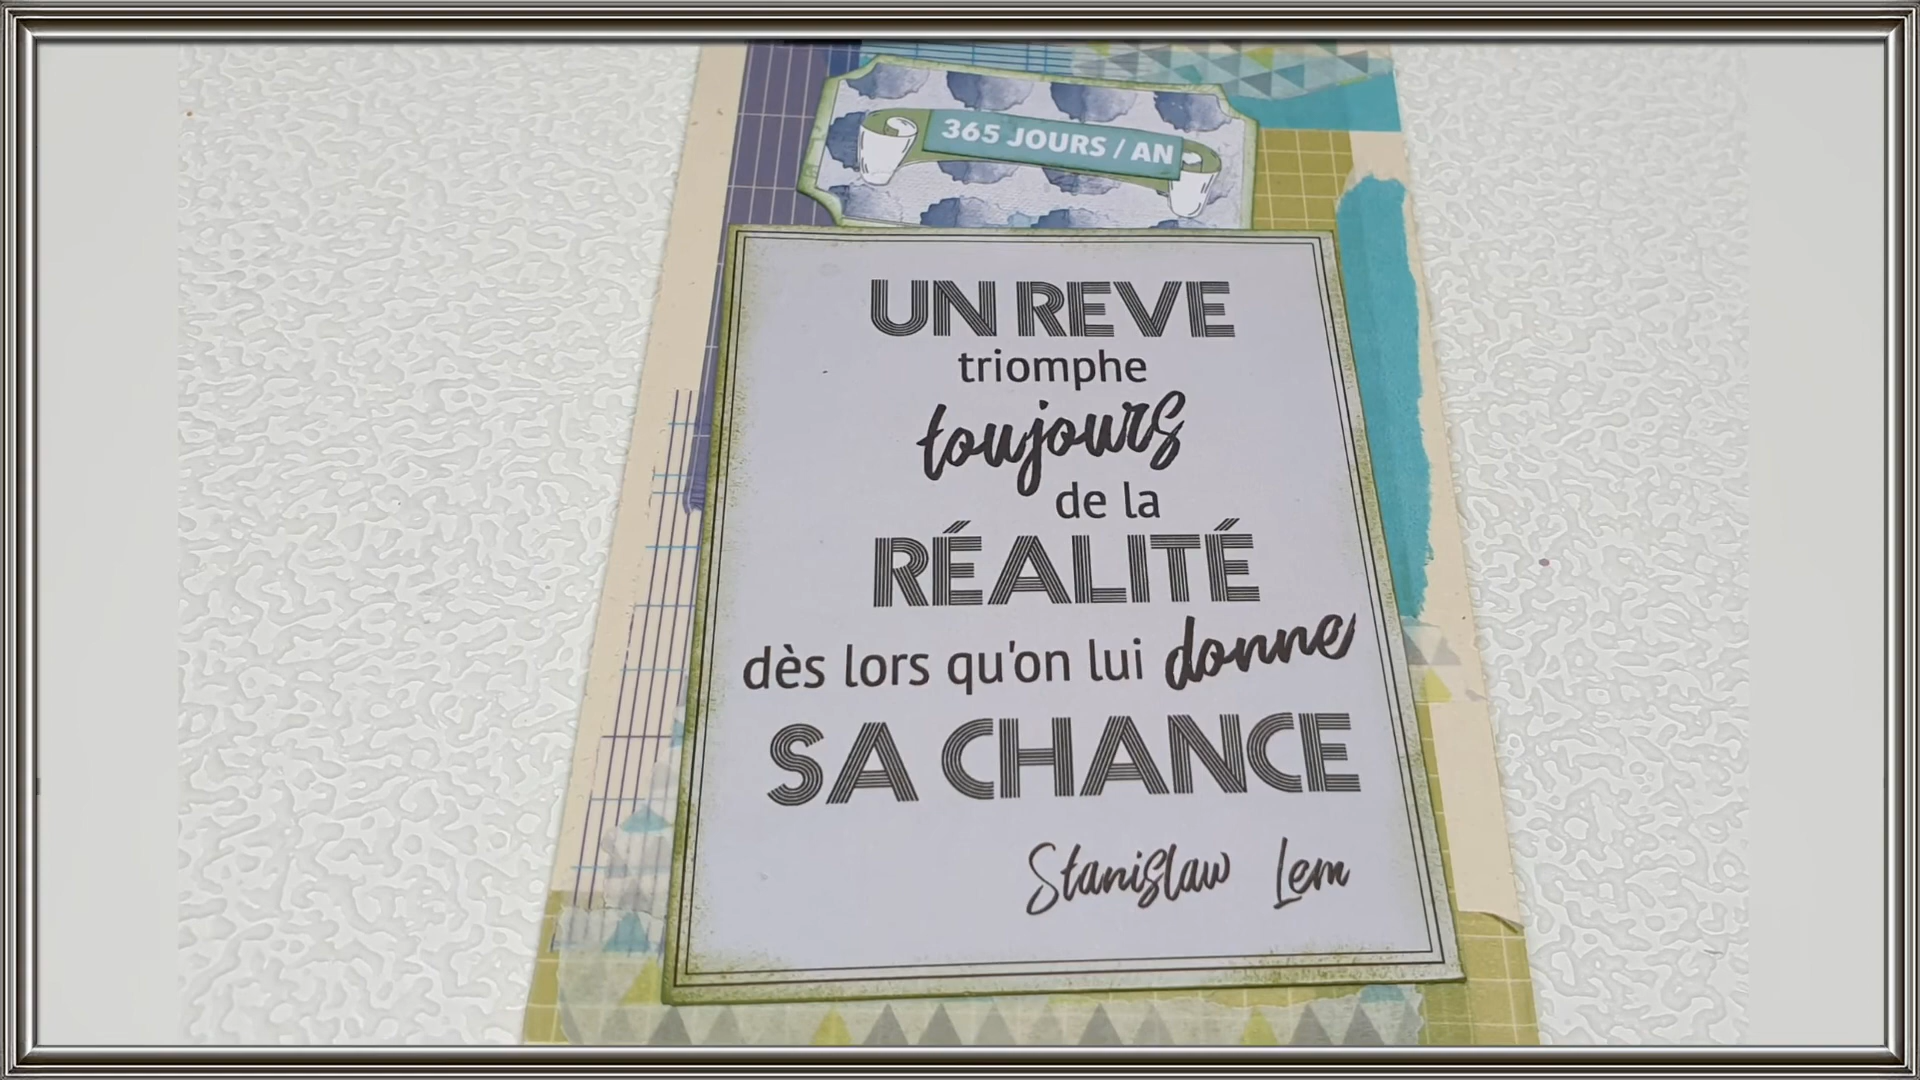 365 JOURS / AN
UN REVE
triomphe
toujours
de la
RÉALITÉ
dès lors qu'on lui donne
SA CHANCE
Stanislaw Lem